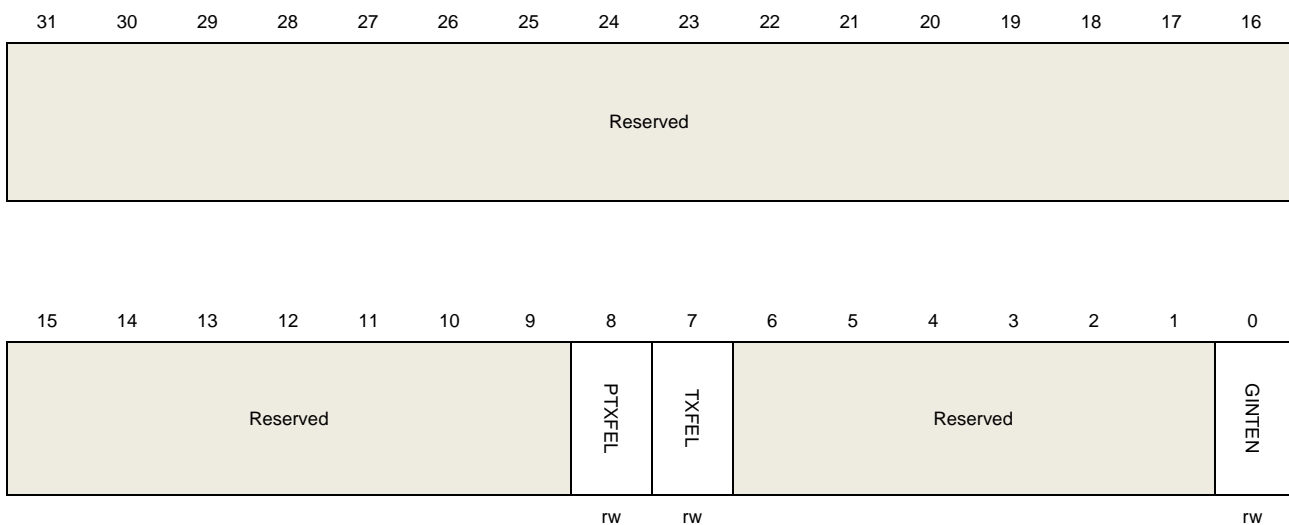 31 30 29 28 27 26 25 24 23 22 21 20 19 18 17 16
Reserved
15 14 13 12 11 10 9 8 7 6 5 4 3 2 1 0
Reserved PTXFEL TXFEL Reserved GINTEN
rw rw rw